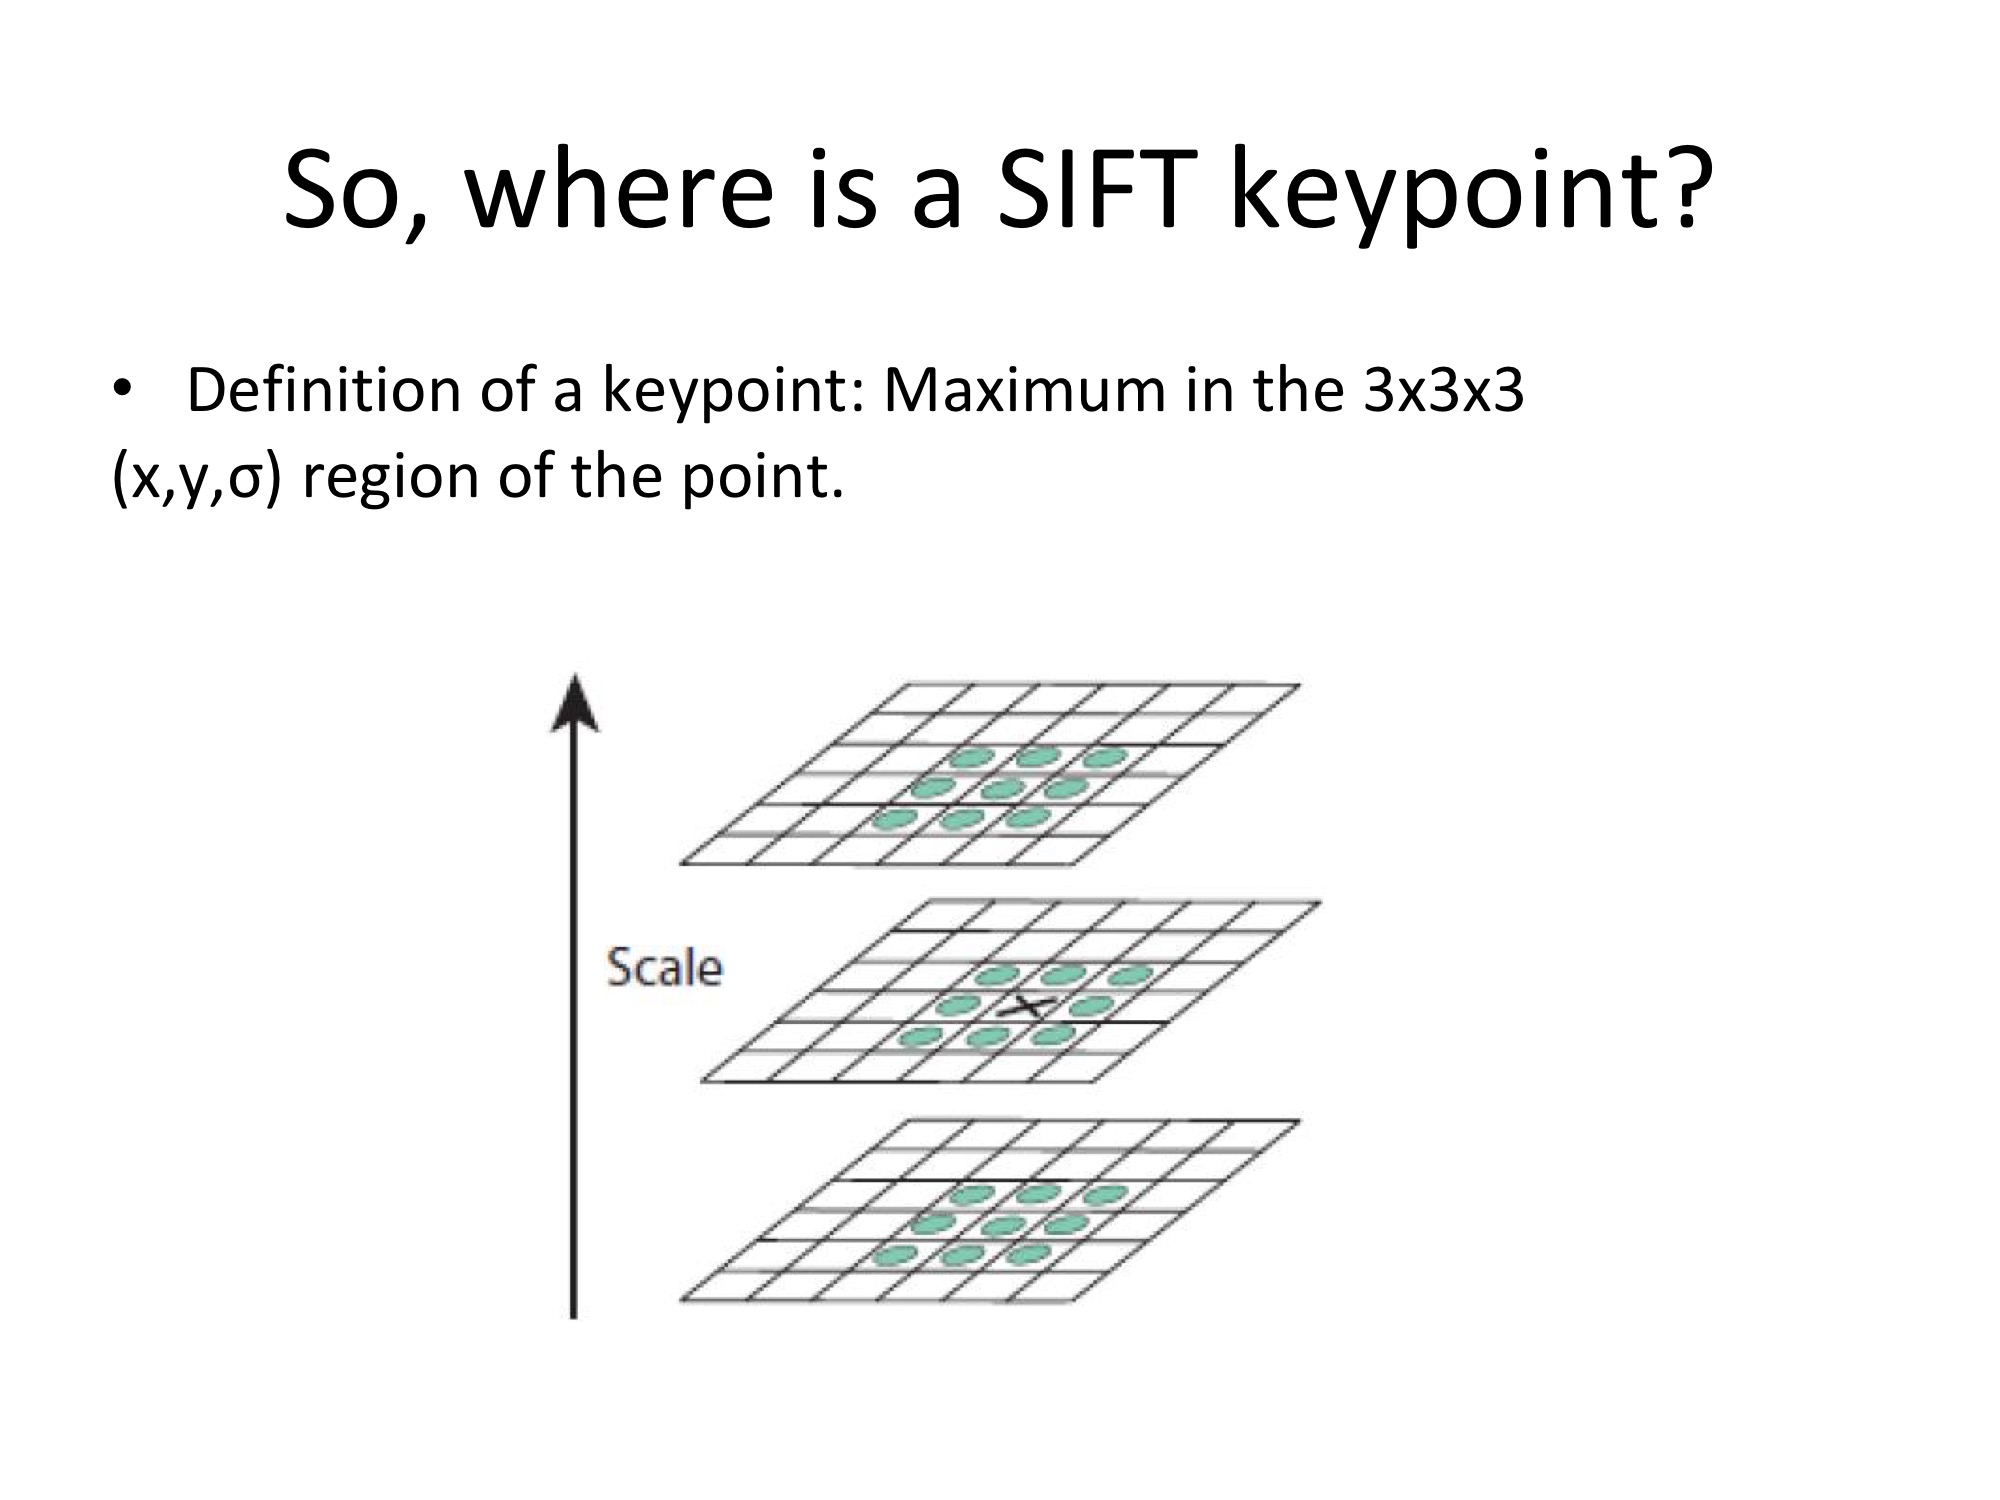 So, where is a SIFT keypoint?
• Definition of a keypoint: Maximum in the 3x3x3
(x,y,σ) region of the point.
Scale